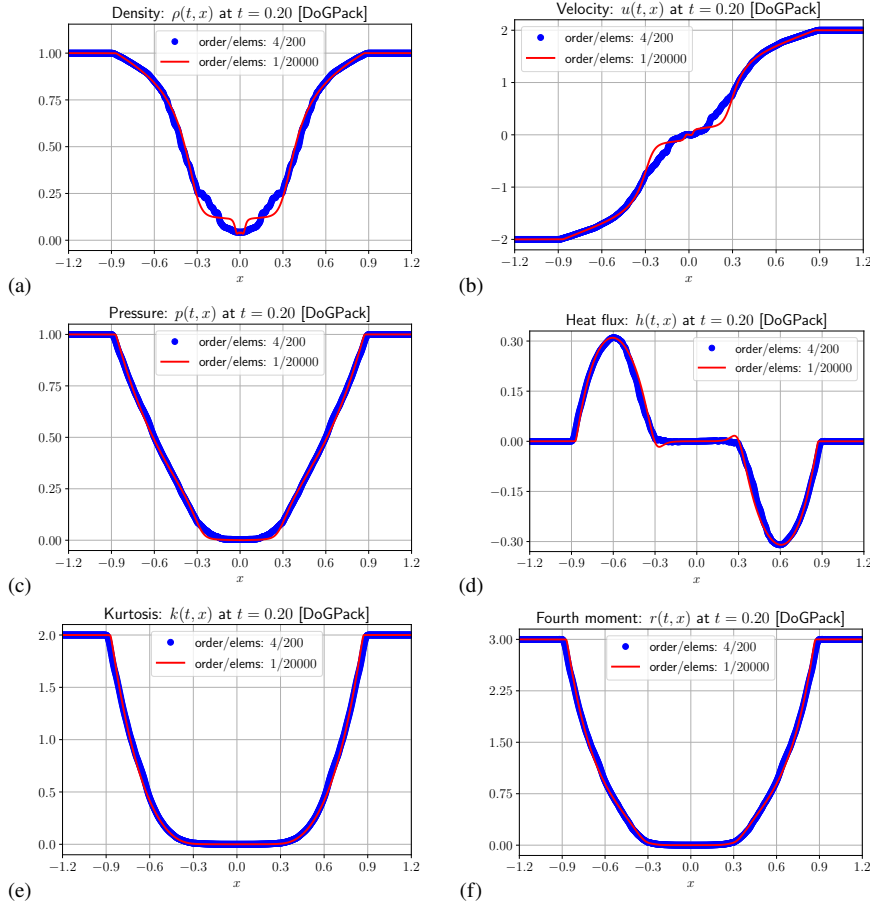 Density: ρ(t, x) at t = 0.20 [DoGPack]
order/elems: 4/200
order/elems: 1/20000
1.00
0.75
0.50
0.25
0.00
−1.2 −0.9 −0.6 −0.3 0.0 0.3 0.6 0.9 1.2
x
(a)
Velocity: u(t, x) at t = 0.20 [DoGPack]
order/elems: 4/200
order/elems: 1/20000
2
1
0
−1
−2
−1.2 −0.9 −0.6 −0.3 0.0 0.3 0.6 0.9 1.2
x
(b)
Pressure: p(t, x) at t = 0.20 [DoGPack]
order/elems: 4/200
order/elems: 1/20000
1.00
0.75
0.50
0.25
0.00
−1.2 −0.9 −0.6 −0.3 0.0 0.3 0.6 0.9 1.2
x
(c)
Heat flux: h(t, x) at t = 0.20 [DoGPack]
order/elems: 4/200
order/elems: 1/20000
0.30
0.15
0.00
−0.15
−0.30
−1.2 −0.9 −0.6 −0.3 0.0 0.3 0.6 0.9 1.2
x
(d)
Kurtosis: k(t, x) at t = 0.20 [DoGPack]
order/elems: 4/200
order/elems: 1/20000
2.0
1.5
1.0
0.5
0.0
−1.2 −0.9 −0.6 −0.3 0.0 0.3 0.6 0.9 1.2
x
(e)
Fourth moment: r(t, x) at t = 0.20 [DoGPack]
order/elems: 4/200
order/elems: 1/20000
3.00
2.25
1.50
0.75
0.00
−1.2 −0.9 −0.6 −0.3 0.0 0.3 0.6 0.9 1.2
x
(f)